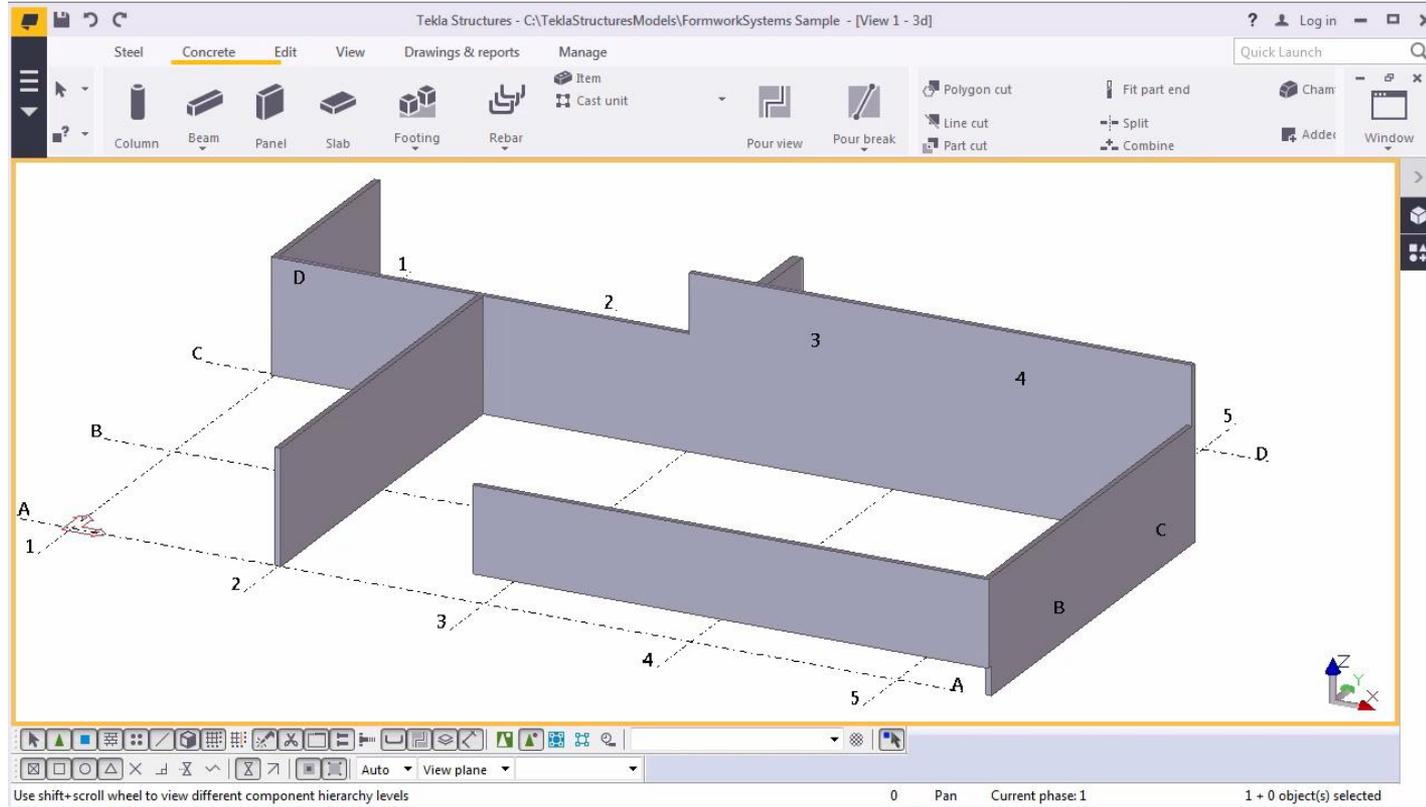 Tekla Structures - C:\TeklaStructuresModels\FormworkSystems Sample - [View 1 - 3d]
? Log in
Steel Concrete Edit View Drawings & reports Manage
Quick Launch
Item
Cast unit
Column Beam Panel Slab Footing Rebar
Pour view Pour break
Polygon cut Fit part end Cham
Line cut Split Added
Part cut Combine
Window
D 1 2 3 4 5 D
C
B
A
1 2 3 4 5 A
C
B
Z
Y
X
Auto View plane
Use shift+scroll wheel to view different component hierarchy levels 0 Pan Current phase: 1 1 + 0 object(s) selected